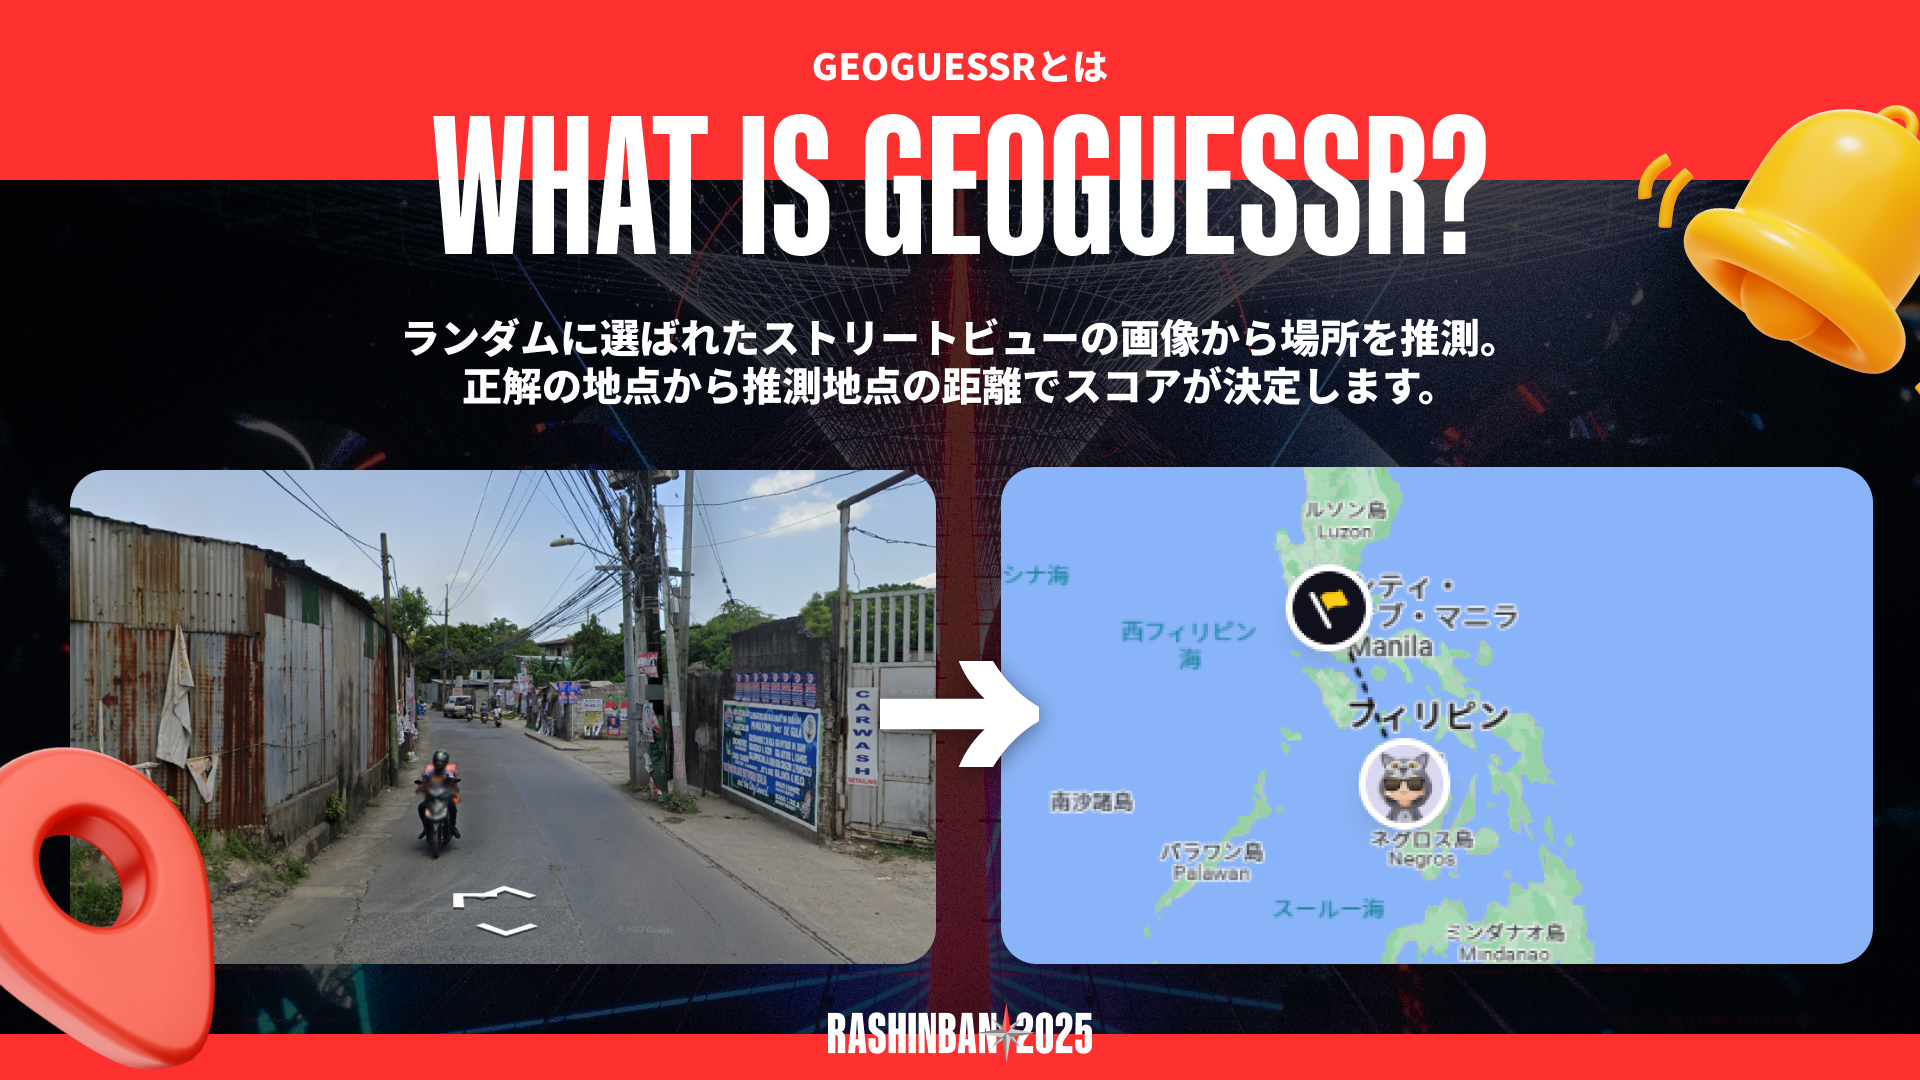 GEOGUESSRとは
WHAT IS GEOGUESSR?
ランダムに選ばれたストリートビューの画像から場所を推測。
正解の地点から推測地点の距離でスコアが決定します。
CARWASH
DETAILING
© 2022 Google
ルソン島
Luzon
シナ海
ンティ・
ブ・マニラ
Manila
西フィリピン
海
フィリピン
南沙諸島
パラワン島
Palawan
ネグロス島
Negros
スールー海
ミンダナオ島
Mindanao
RASHINBAN 2025